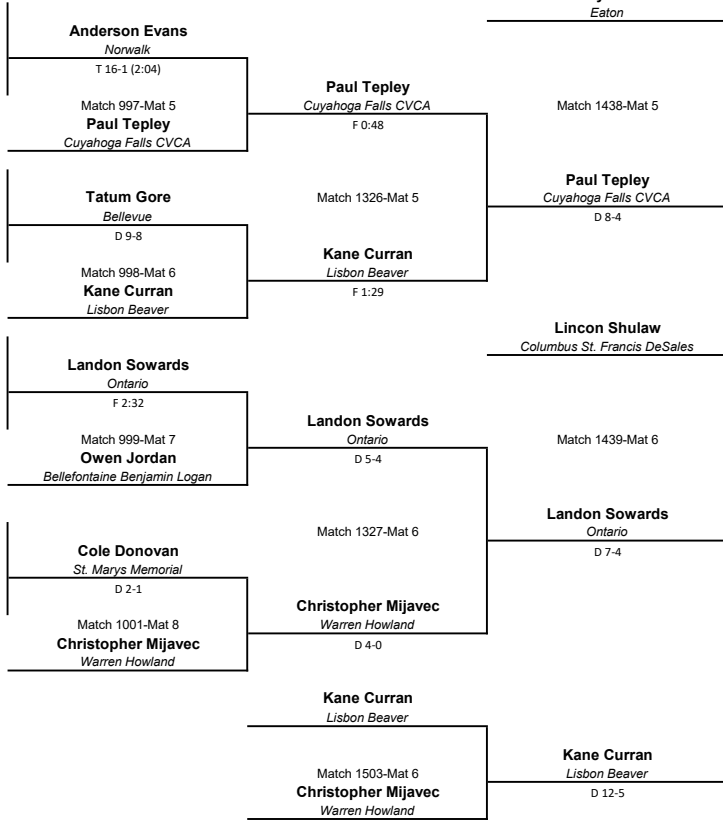 Eaton
Anderson Evans
Norwalk
T 16-1 (2:04)
Match 997-Mat 5
Paul Tepley
Cuyahoga Falls CVCA
Paul Tepley
Cuyahoga Falls CVCA
F 0:48
Match 1438-Mat 5
Paul Tepley
Cuyahoga Falls CVCA
D 8-4
Tatum Gore
Bellevue
D 9-8
Match 998-Mat 6
Kane Curran
Lisbon Beaver
Match 1326-Mat 5
Kane Curran
Lisbon Beaver
F 1:29
Lincon Shulaw
Columbus St. Francis DeSales
Landon Sowards
Ontario
F 2:32
Match 999-Mat 7
Owen Jordan
Bellefontaine Benjamin Logan
Landon Sowards
Ontario
D 5-4
Match 1439-Mat 6
Landon Sowards
Ontario
D 7-4
Match 1327-Mat 6
Cole Donovan
St. Marys Memorial
D 2-1
Match 1001-Mat 8
Christopher Mijavec
Warren Howland
Christopher Mijavec
Warren Howland
D 4-0
Kane Curran
Lisbon Beaver
Match 1503-Mat 6
Christopher Mijavec
Warren Howland
Kane Curran
Lisbon Beaver
D 12-5